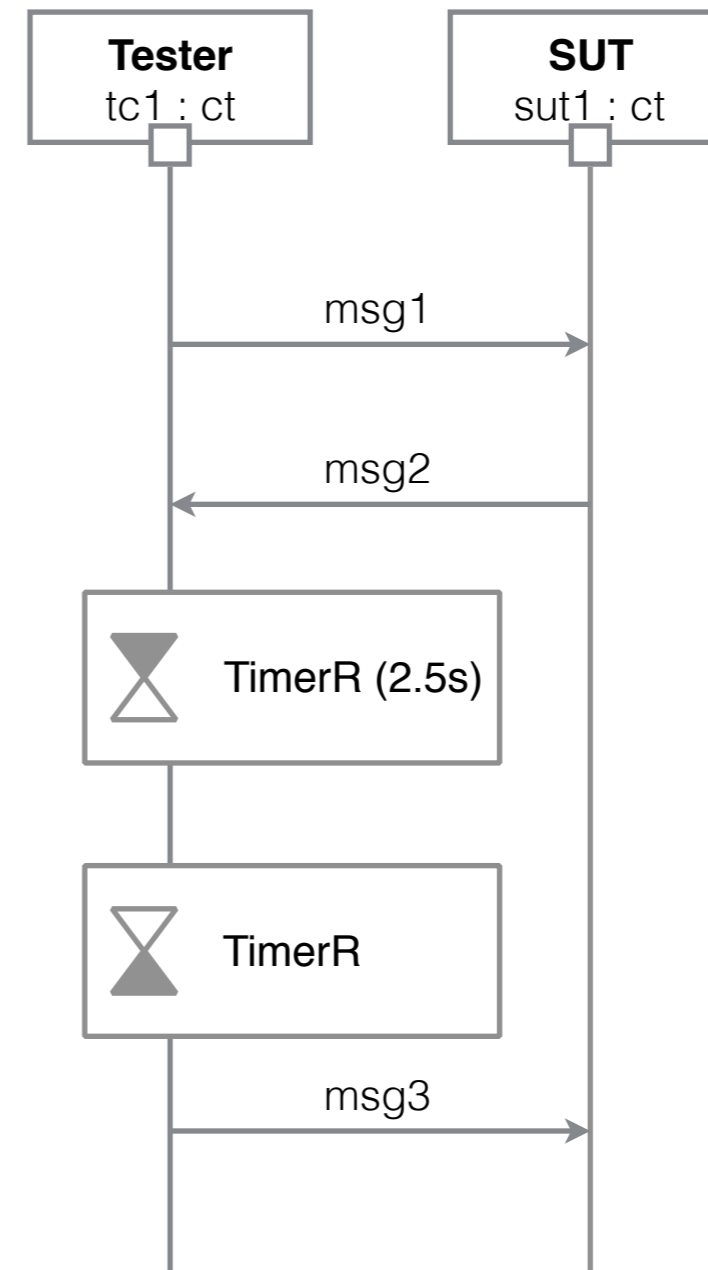 Tester
tc1 : ct
SUT
sut1 : ct
msg1
msg2
TimerR (2.5s)
TimerR
msg3